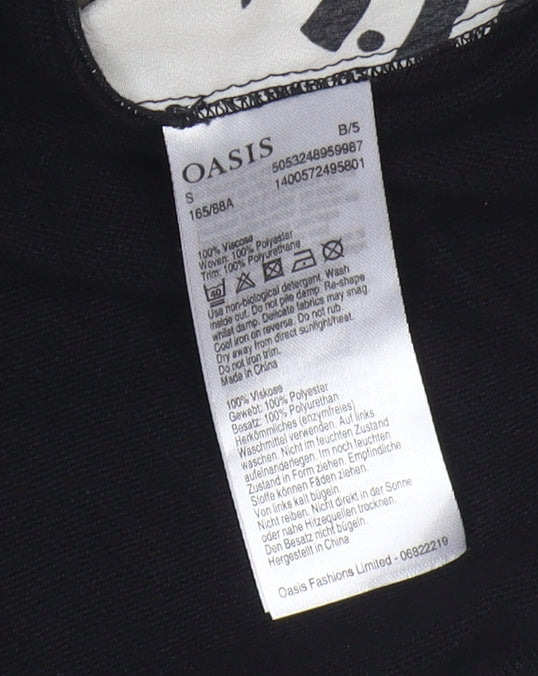 OASIS
B/5
S
5053248959987
165/88A
1400572495801
100% Viscose
Woven: 100% Polyester
Trim: 100% Polyurethane
40
Use non-biological detergent. Wash
inside out. Do not pile damp. Re-shape
whilst damp. Delicate fabrics may snag.
Cool iron on reverse. Do not rub
Dry away from direct sunlight/heat.
Do not iron trim.
Made in China
100% Viskose
Gewebt: 100% Polyester
Besatz: 100% Polyurethan
Herkömmliches (enzymfreies)
Waschmittel verwenden. Auf links
waschen. Nicht im feuchten Zustand
aufeinanderlegen. Im noch feuchten
Zustand in Form ziehen. Empfindliche
Stoffe können Fäden ziehen.
Von links kalt bügeln.
Nicht reiben. Nicht direkt in der Sonne
oder nahe Hitzequellen trocknen.
Den Besatz nicht bügeln.
Hergestellt in China
Oasis Fashions Limited - 06822219